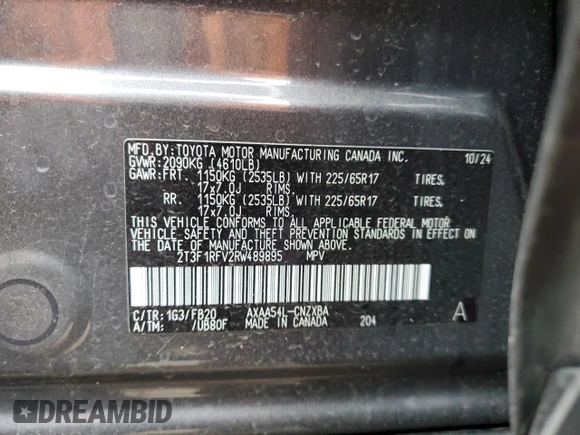 MFD.BY:TOYOTA MOTOR MANUFACTURING CANADA INC. 10/24
GVWR:2090KG (4610LB)
GAWR:FRT. 1150KG (2535LB) WITH 225/65R17 TIRES,
17x7.0J RIMS,
RR. 1150KG (2535LB) WITH 225/65R17 TIRES,
17x7.0J RIMS,
THIS VEHICLE CONFORMS TO ALL APPLICABLE FEDERAL MOTOR
VEHICLE SAFETY AND THEFT PREVENTION STANDARDS IN EFFECT ON
THE DATE OF MANUFACTURE SHOWN ABOVE.
2T3F1RFV2RW489895 MPV
C/TR:1G3/FB20 AXAA54L-CNZXBA A
A/TM: /UB80F MADE IN CANADA 204
DREAMBID